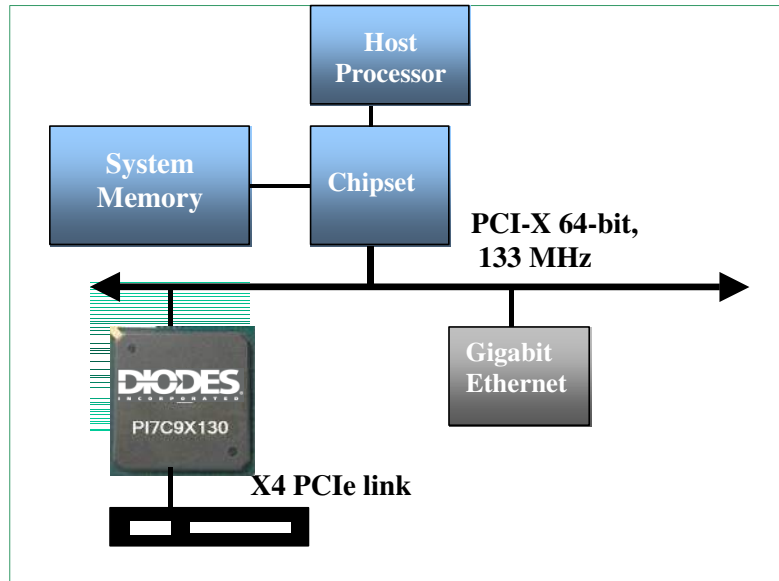 Host
Processor
System
Memory
Chipset
PCI-X 64-bit,
133 MHz
DIODES
INCORPORATED
PI7C9X130
Gigabit
Ethernet
X4 PCIe link